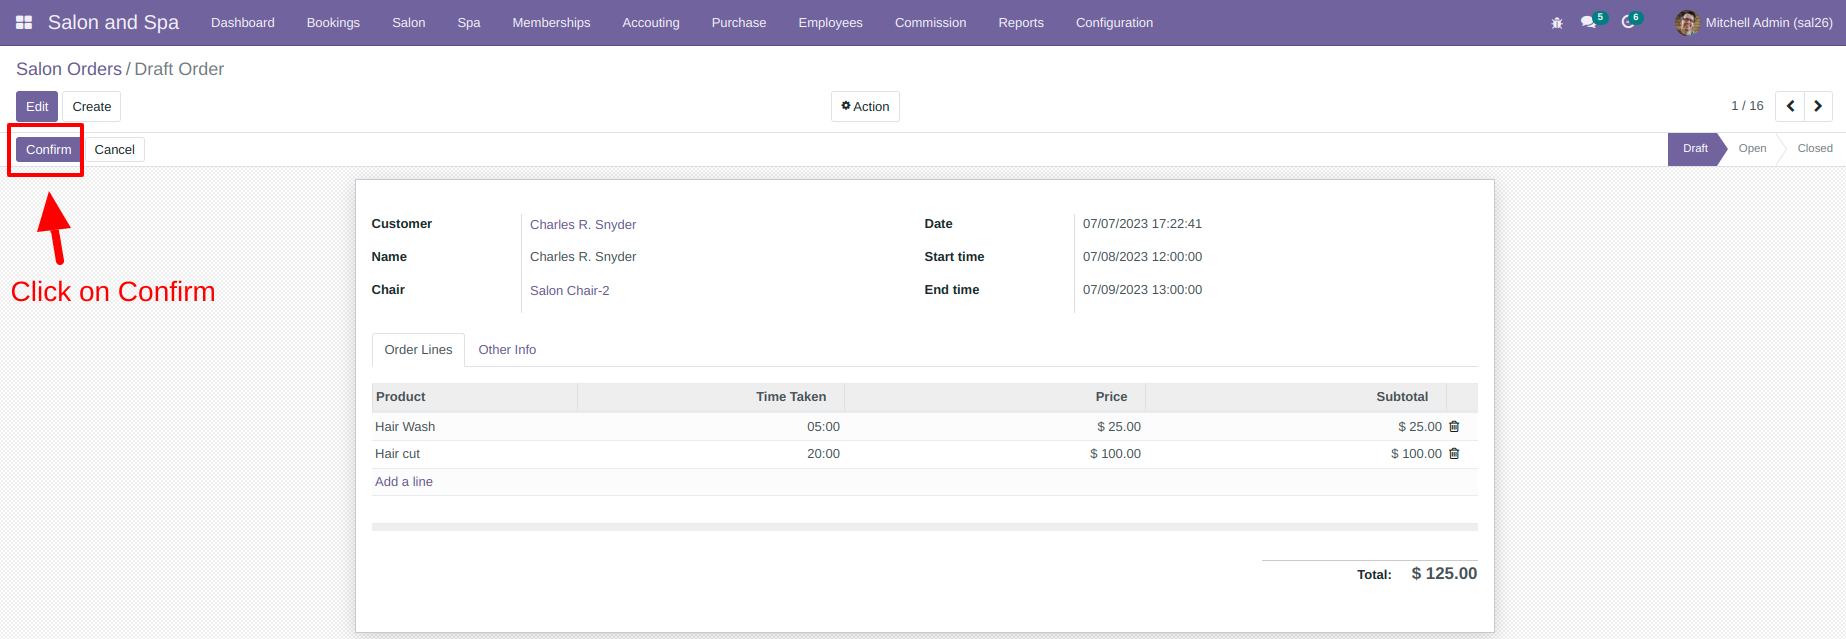 Salon and Spa Dashboard Bookings Salon Spa Memberships Accouting Purchase Employees Commission Reports Configuration 5 6 Mitchell Admin (sal26)
Salon Orders / Draft Order
Edit Create Action 1 / 16
Confirm Cancel Draft Open Closed
Click on Confirm
Customer Charles R. Snyder Date 07/07/2023 17:22:41
Name Charles R. Snyder Start time 07/08/2023 12:00:00
Chair Salon Chair-2 End time 07/09/2023 13:00:00
Order Lines Other Info
Product Time Taken Price Subtotal
Hair Wash 05:00 $ 25.00 $ 25.00
Hair cut 20:00 $ 100.00 $ 100.00
Add a line
Total: $ 125.00